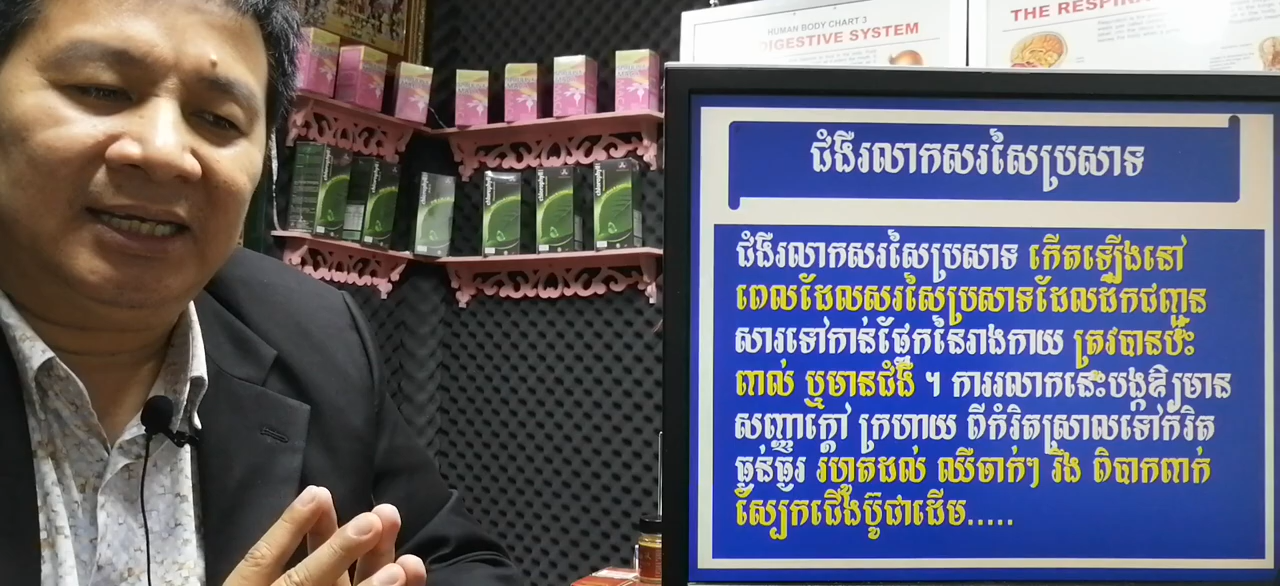 HUMAN BODY CHART 3
DIGESTIVE SYSTEM
THE RESPIRA
chlorophyll
chlorophyll
chlorophyll
ជំងឺរលាកសរសៃប្រសាទ
ជំងឺរលាកសរសៃប្រសាទ កើតឡើងនៅ
ពេលដែលសរសៃប្រសាទដែលដឹកជញ្ជូន
សារទៅកាន់ផ្នែកនៃរាងកាយ ត្រូវបានប៉ះ
ពាល់ ឬមានជំងឺ ។ ការរលាកនេះបង្កឱ្យមាន
សញ្ញាក្តៅ ក្រហាយ ពីកំរិតស្រាលទៅកំរិត
ធ្ងន់ធ្ងរ រហូតដល់ ឈឺចាក់ៗ រឹង ពិបាកពាក់
ស្បែកជើងប៊ូជាដើម.....